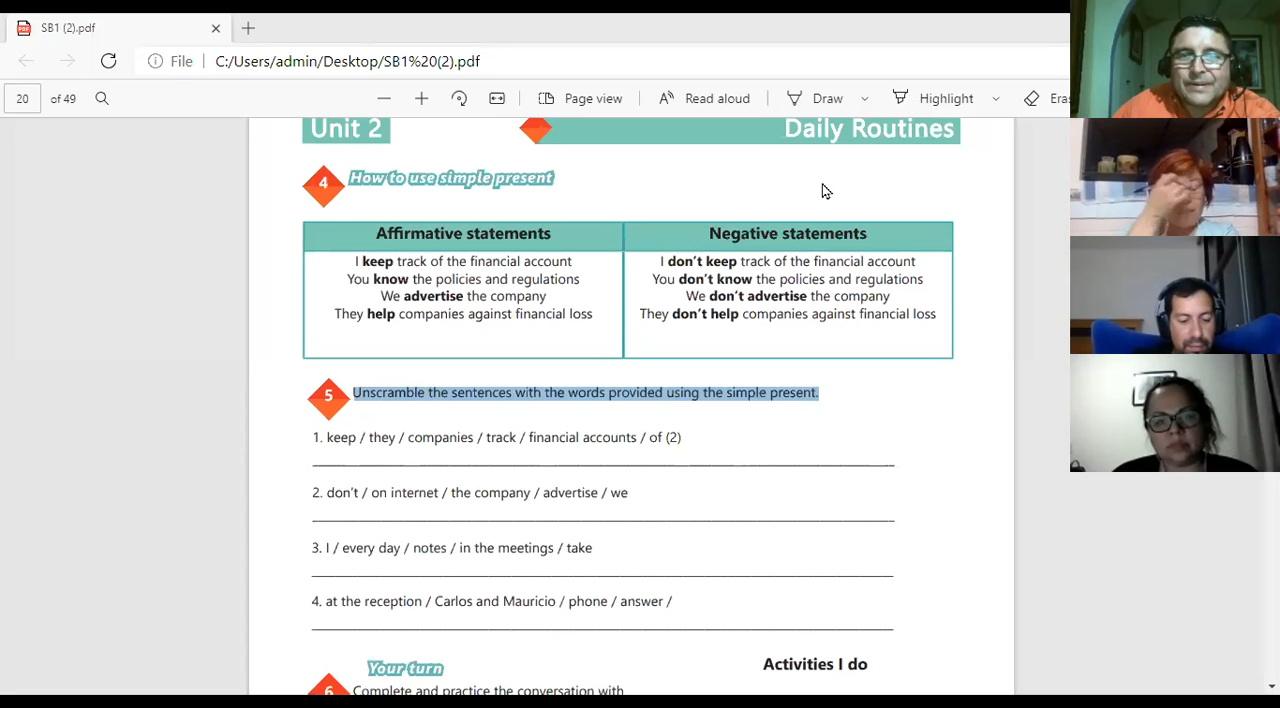 SB1 (2).pdf
File
C:/Users/admin/Desktop/SB1%20(2).pdf
20 of 49
Page view
Read aloud
Draw
Highlight
Eras
Unit 2
Daily Routines
4 How to use simple present
Affirmative statements
I keep track of the financial account
You know the policies and regulations
We advertise the company
They help companies against financial loss
Negative statements
I don't keep track of the financial account
You don't know the policies and regulations
We don't advertise the company
They don't help companies against financial loss
5 Unscramble the sentences with the words provided using the simple present.
1. keep / they / companies / track / financial accounts / of (2)
2. don't / on internet / the company / advertise / we
3. I / every day / notes / in the meetings / take
4. at the reception / Carlos and Mauricio / phone / answer /
Your turn
Activities I do
6 Complete and practice the conversation with